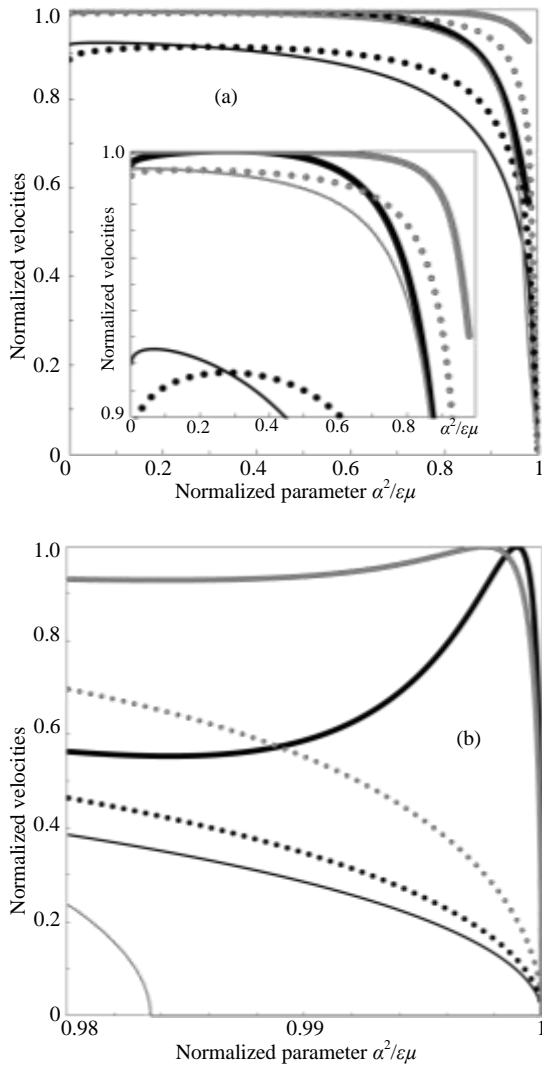 1.0
0.8
0.6
0.4
0.2
0
Normalized velocities
(a)
1.0
0.9
Normalized velocities
0 0.2 0.4 0.6 0.8 α²/εμ
0 0.2 0.4 0.6 0.8 1
Normalized parameter α²/εμ
1.0
0.8
0.6
0.4
0.2
0
Normalized velocities
(b)
0.98 0.99 1
Normalized parameter α²/εμ